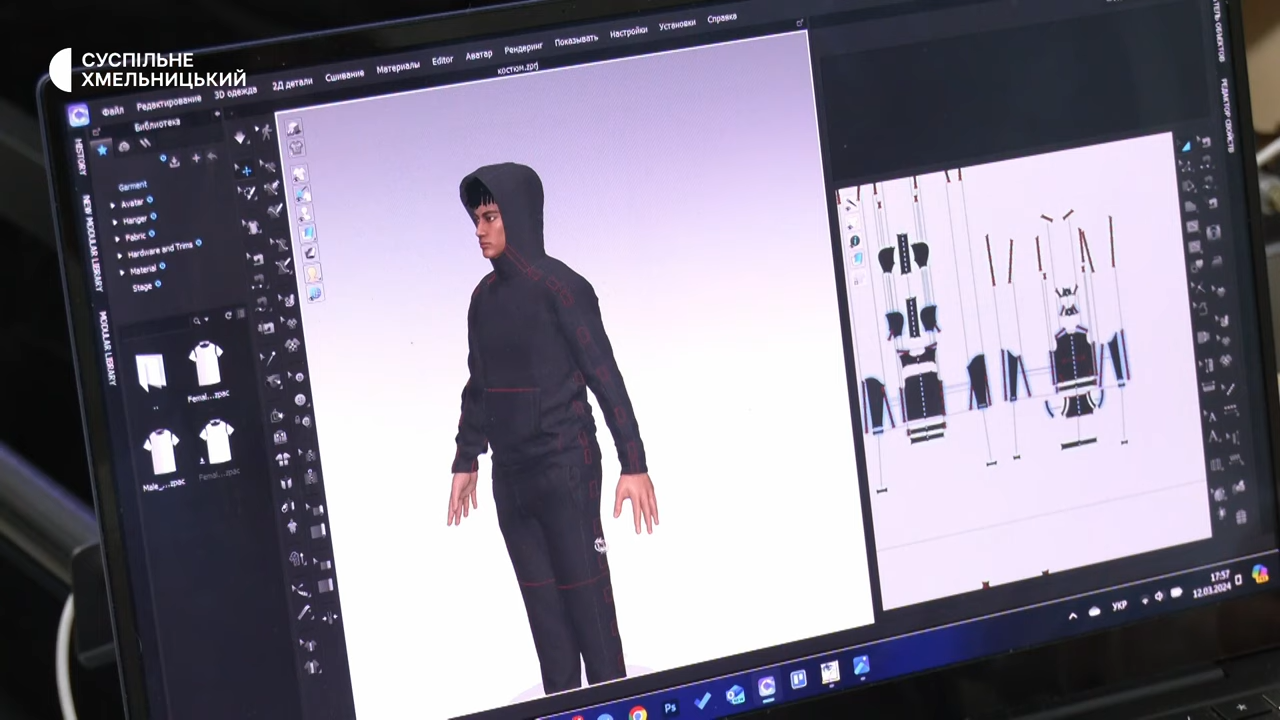 СУСПІЛЬНЕ
ХМЕЛЬНИЦЬКИЙ
Файл Редактирование 3D одежда 2Д детали Сшивание Материалы Editor Аватар Рендеринг Показывать Настройки Установки Справка
костюм.zprj
Библиотека
HISTORY
NEW MODULAR LIBRARY
MODULAR LIBRARY
Garment
Avatar
Hanger
Fabric
Hardware and Trims
Material
Stage
..
Femal...zpac
Male_...zpac
Femal...zpac
РЕДАКТОР СВОЙСТВ
Ps
УКР
17:57
12.03.2024